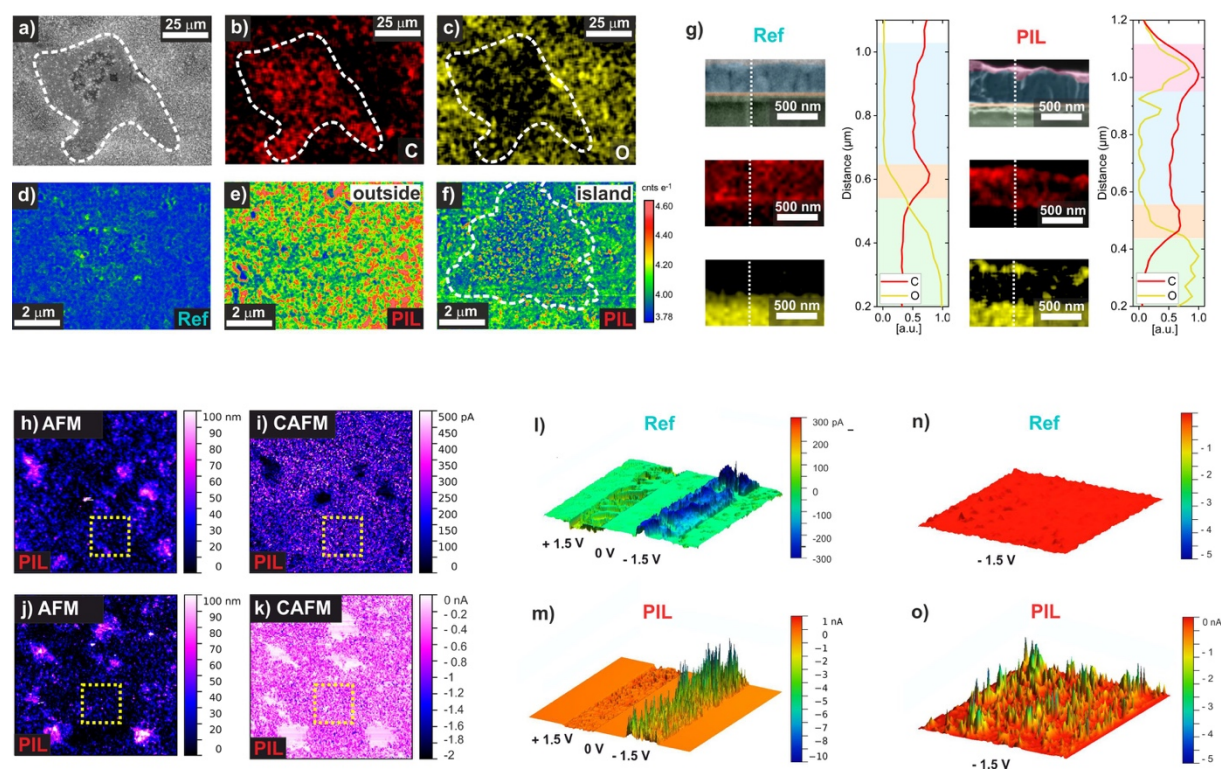 a)
25 µm
b)
25 µm
C
c)
25 µm
O
d)
2 µm
Ref
e)
outside
2 µm
PIL
f)
island
2 µm
PIL
cnts e⁻¹
4.60
4.40
4.20
4.00
3.78
g)
Ref
500 nm
500 nm
500 nm
Distance (µm)
1.2
1.0
0.8
0.6
0.4
0.2
C
O
0.0 0.5 1.0
[a.u.]
PIL
500 nm
500 nm
500 nm
Distance (µm)
1.2
1.0
0.8
0.6
0.4
0.2
C
O
0.0 0.5 1.0
[a.u.]
h) AFM
PIL
100 nm
90
80
70
60
50
40
30
20
10
0
i) CAFM
500 pA
450
400
350
300
250
200
150
100
50
0
j) AFM
PIL
100 nm
90
80
70
60
50
40
30
20
10
0
k) CAFM
PIL
0 nA
- 0.2
- 0.4
- 0.6
- 0.8
- 1
- 1.2
- 1.4
- 1.6
- 1.8
- 2
l)
Ref
+ 1.5 V
0 V
- 1.5 V
300 pA
200
100
0
-100
-200
-300
m)
PIL
+ 1.5 V
0 V
- 1.5 V
1 nA
0
-1
-2
-3
-4
-5
-6
-7
-8
-9
-10
n)
Ref
- 1.5 V
- 1
- 2
- 3
- 4
- 5
o)
PIL
- 1.5 V
0 nA
- 1
- 2
- 3
- 4
- 5